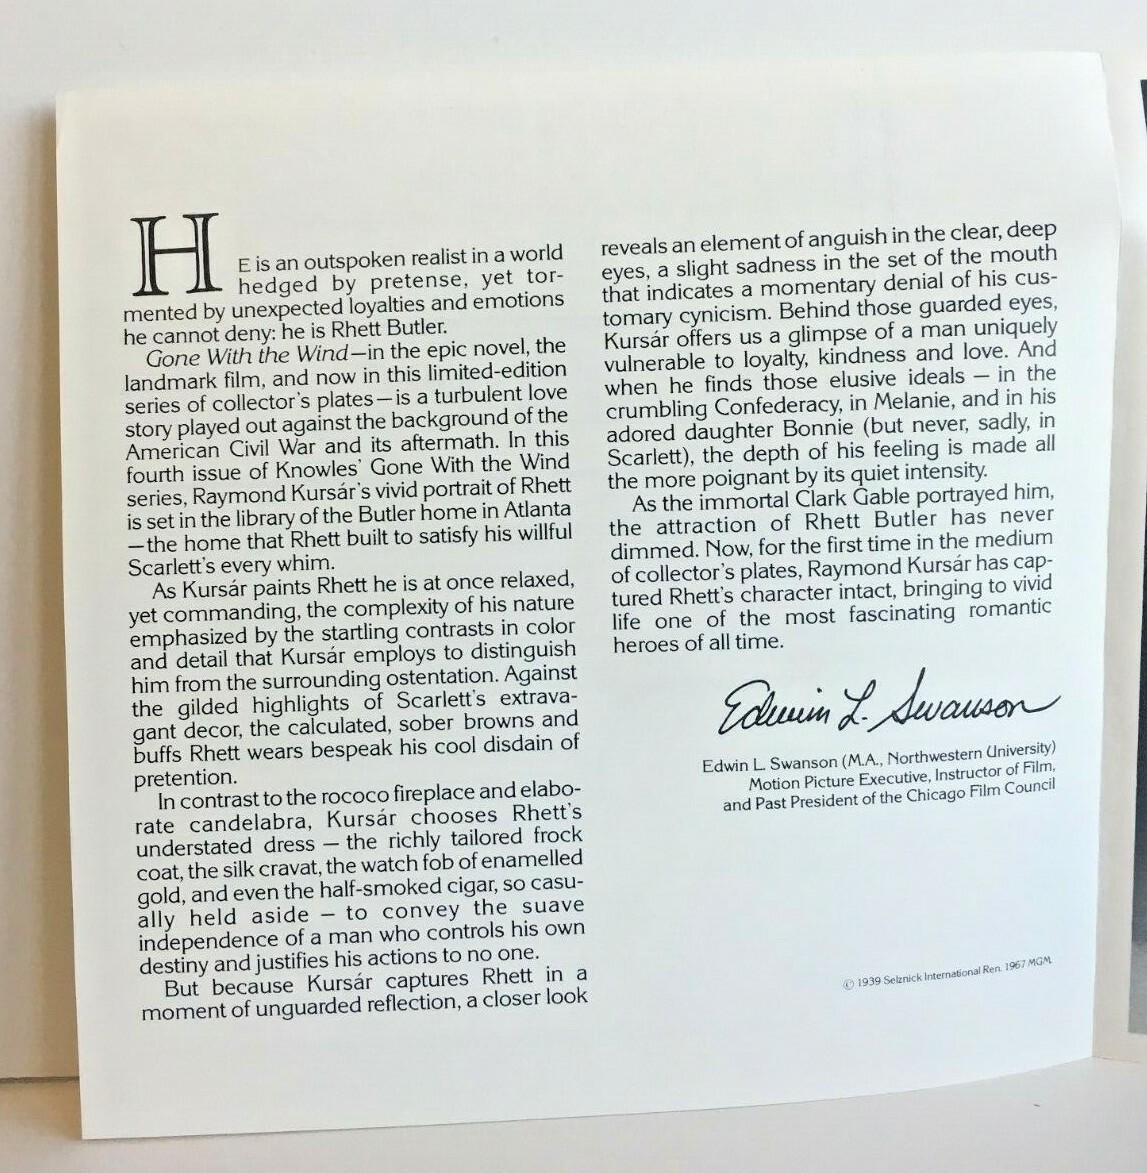 HE is an outspoken realist in a world
hedged by pretense, yet tor-
mented by unexpected loyalties and emotions
he cannot deny: he is Rhett Butler.
Gone With the Wind—in the epic novel, the
landmark film, and now in this limited-edition
series of collector's plates—is a turbulent love
story played out against the background of the
American Civil War and its aftermath. In this
fourth issue of Knowles' Gone With the Wind
series, Raymond Kursár's vivid portrait of Rhett
is set in the library of the Butler home in Atlanta
—the home that Rhett built to satisfy his willful
Scarlett's every whim.
As Kursár paints Rhett he is at once relaxed,
yet commanding, the complexity of his nature
emphasized by the startling contrasts in color
and detail that Kursár employs to distinguish
him from the surrounding ostentation. Against
the gilded highlights of Scarlett's extrava-
gant decor, the calculated, sober browns and
buffs Rhett wears bespeak his cool disdain of
pretention.
In contrast to the rococo fireplace and elabo-
rate candelabra, Kursár chooses Rhett's
understated dress — the richly tailored frock
coat, the silk cravat, the watch fob of enamelled
gold, and even the half-smoked cigar, so casu-
ally held aside — to convey the suave
independence of a man who controls his own
destiny and justifies his actions to no one.
But because Kursár captures Rhett in a
moment of unguarded reflection, a closer look
reveals an element of anguish in the clear, deep
eyes, a slight sadness in the set of the mouth
that indicates a momentary denial of his cus-
tomary cynicism. Behind those guarded eyes,
Kursár offers us a glimpse of a man uniquely
vulnerable to loyalty, kindness and love. And
when he finds those elusive ideals — in the
crumbling Confederacy, in Melanie, and in his
adored daughter Bonnie (but never, sadly, in
Scarlett), the depth of his feeling is made all
the more poignant by its quiet intensity.
As the immortal Clark Gable portrayed him,
the attraction of Rhett Butler has never
dimmed. Now, for the first time in the medium
of collector's plates, Raymond Kursár has cap-
tured Rhett's character intact, bringing to vivid
life one of the most fascinating romantic
heroes of all time.
Edwin L. Swanson
Edwin L. Swanson (M.A., Northwestern University)
Motion Picture Executive, Instructor of Film,
and Past President of the Chicago Film Council
© 1939 Selznick International Ren. 1967 MGM.